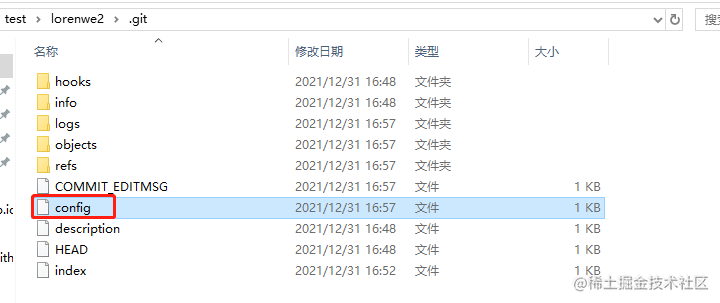 test > lorenwe2 > .git
搜索
名称 修改日期 类型 大小
hooks 2021/12/31 16:48 文件夹
info 2021/12/31 16:48 文件夹
logs 2021/12/31 16:57 文件夹
objects 2021/12/31 16:57 文件夹
refs 2021/12/31 16:57 文件夹
COMMIT_EDITMSG 2021/12/31 16:57 文件 1 KB
config 2021/12/31 16:57 文件 1 KB
description 2021/12/31 16:48 文件 1 KB
HEAD 2021/12/31 16:48 文件 1 KB
index 2021/12/31 16:52 文件 1 KB
@稀土掘金技术社区